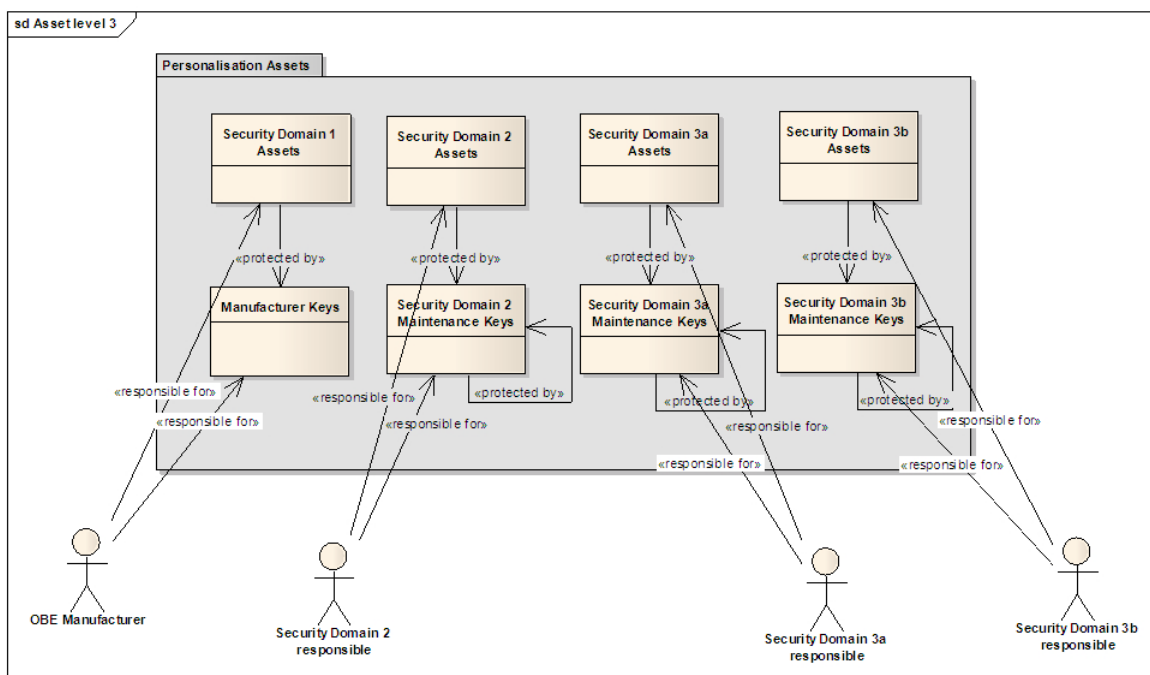 sd Asset level 3
Personalisation Assets
Security Domain 1
Assets
Security Domain 2
Assets
Security Domain 3a
Assets
Security Domain 3b
Assets
«protected by»
«protected by»
«protected by»
«protected by»
Manufacturer Keys
Security Domain 2
Maintenance Keys
Security Domain 3a
Maintenance Keys
Security Domain 3b
Maintenance Keys
«responsible for»
«responsible for»
«responsible for»
«responsible for»
«protected by»
«protected by»
«protected by»
«responsible for»
«responsible for»
«responsible for»
«responsible for»
OBE Manufacturer
Security Domain 2
responsible
Security Domain 3a
responsible
Security Domain 3b
responsible